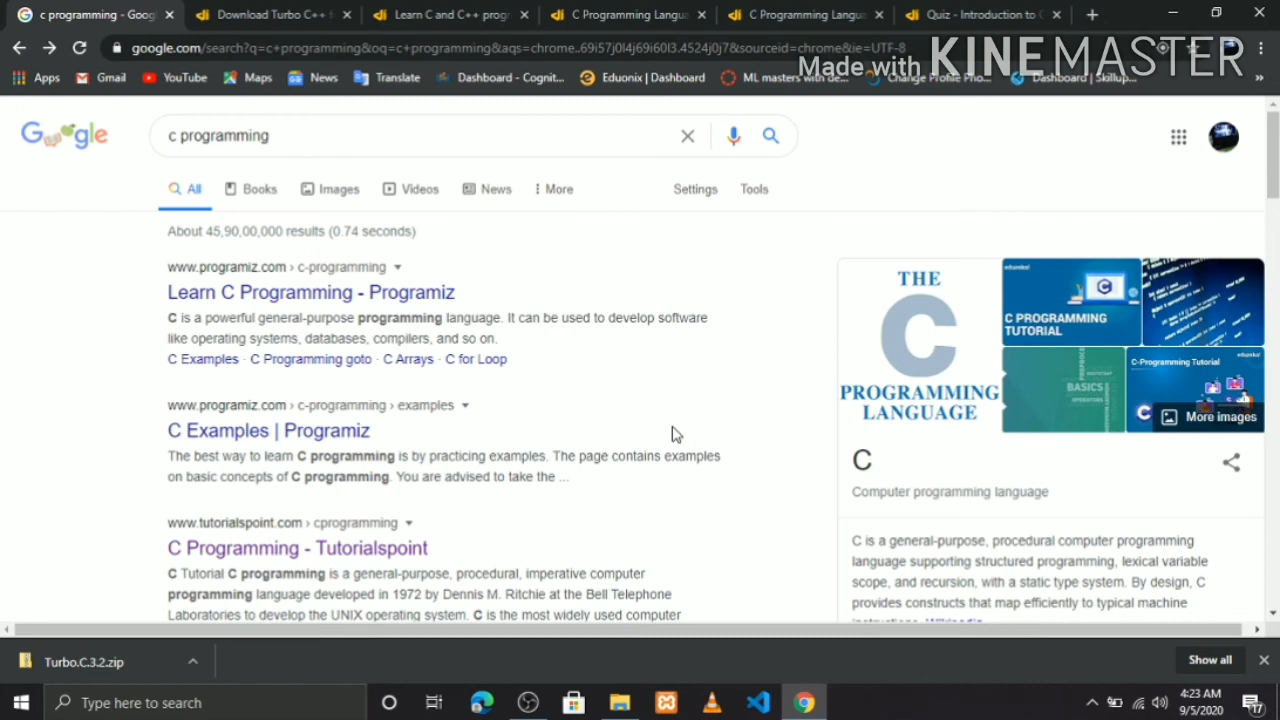 c programming - Goog
Download Turbo C++ f
Learn C and C++ prog
C Programming Langu
C Programming Langu
Quiz - Introduction to C
google.com/search?q=c+programming&oq=c+programming&aqs=chrome..69i57j0l4j69i60l3.4524j0j7&sourceid=chrome&ie=UTF-8
Made with KINEMASTER
Apps
Gmail
YouTube
Maps
News
Translate
Dashboard - Cognit...
Eduonix | Dashboard
ML masters with de...
Change Profile Pho...
Dashboard | Skillup...
»
Google
c programming
All
Books
Images
Videos
News
More
Settings
Tools
About 45,90,00,000 results (0.74 seconds)
www.programiz.com › c-programming
Learn C Programming - Programiz
C is a powerful general-purpose programming language. It can be used to develop software
like operating systems, databases, compilers, and so on.
C Examples · C Programming goto · C Arrays · C for Loop
www.programiz.com › c-programming › examples
C Examples | Programiz
The best way to learn C programming is by practicing examples. The page contains examples
on basic concepts of C programming. You are advised to take the ...
www.tutorialspoint.com › cprogramming
C Programming - Tutorialspoint
C Tutorial C programming is a general-purpose, procedural, imperative computer
programming language developed in 1972 by Dennis M. Ritchie at the Bell Telephone
Laboratories to develop the UNIX operating system. C is the most widely used computer
THE
C
PROGRAMMING
LANGUAGE
edureka!
C PROGRAMMING
TUTORIAL
BASICS
OPERATORS
C-Programming Tutorial
edureka!
More images
C
Computer programming language
C is a general-purpose, procedural computer programming
language supporting structured programming, lexical variable
scope, and recursion, with a static type system. By design, C
provides constructs that map efficiently to typical machine
instructions. Wikipedia
Turbo.C.3.2.zip
Show all
Type here to search
4:23 AM
9/5/2020
17